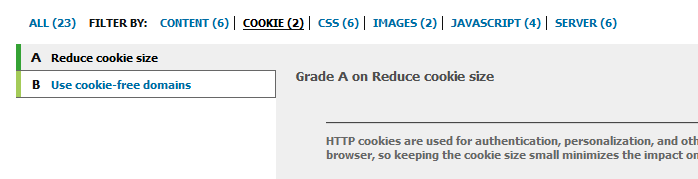 ALL (23) FILTER BY: CONTENT (6) | COOKIE (2) | CSS (6) | IMAGES (2) | JAVASCRIPT (4) | SERVER (6)
A Reduce cookie size
B Use cookie-free domains
Grade A on Reduce cookie size
HTTP cookies are used for authentication, personalization, and oth
browser, so keeping the cookie size small minimizes the impact on